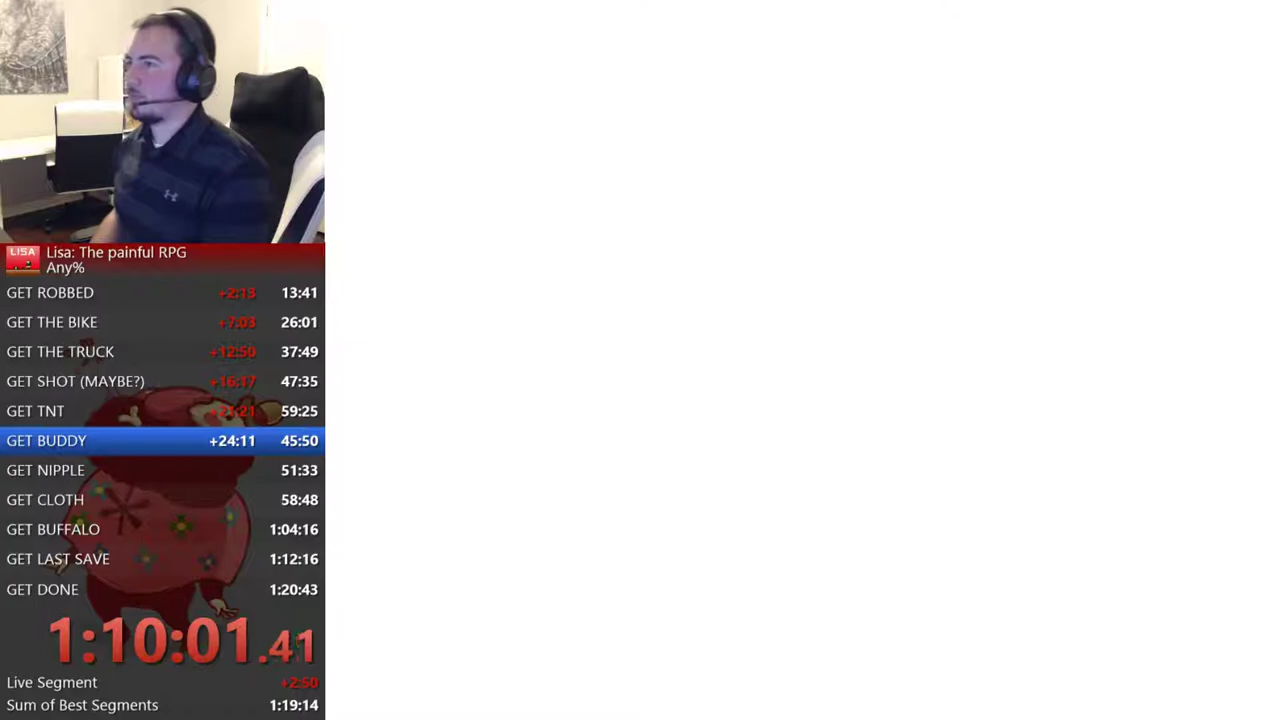 LISA
Lisa: The painful RPG
Any%
GET ROBBED +2:13 13:41
GET THE BIKE +7:03 26:01
GET THE TRUCK +12:50 37:49
GET SHOT (MAYBE?) +16:17 47:35
GET TNT +21:21 59:25
GET BUDDY +24:11 45:50
GET NIPPLE 51:33
GET CLOTH 58:48
GET BUFFALO 1:04:16
GET LAST SAVE 1:12:16
GET DONE 1:20:43
1:10:01.41
Live Segment +2:50
Sum of Best Segments 1:19:14